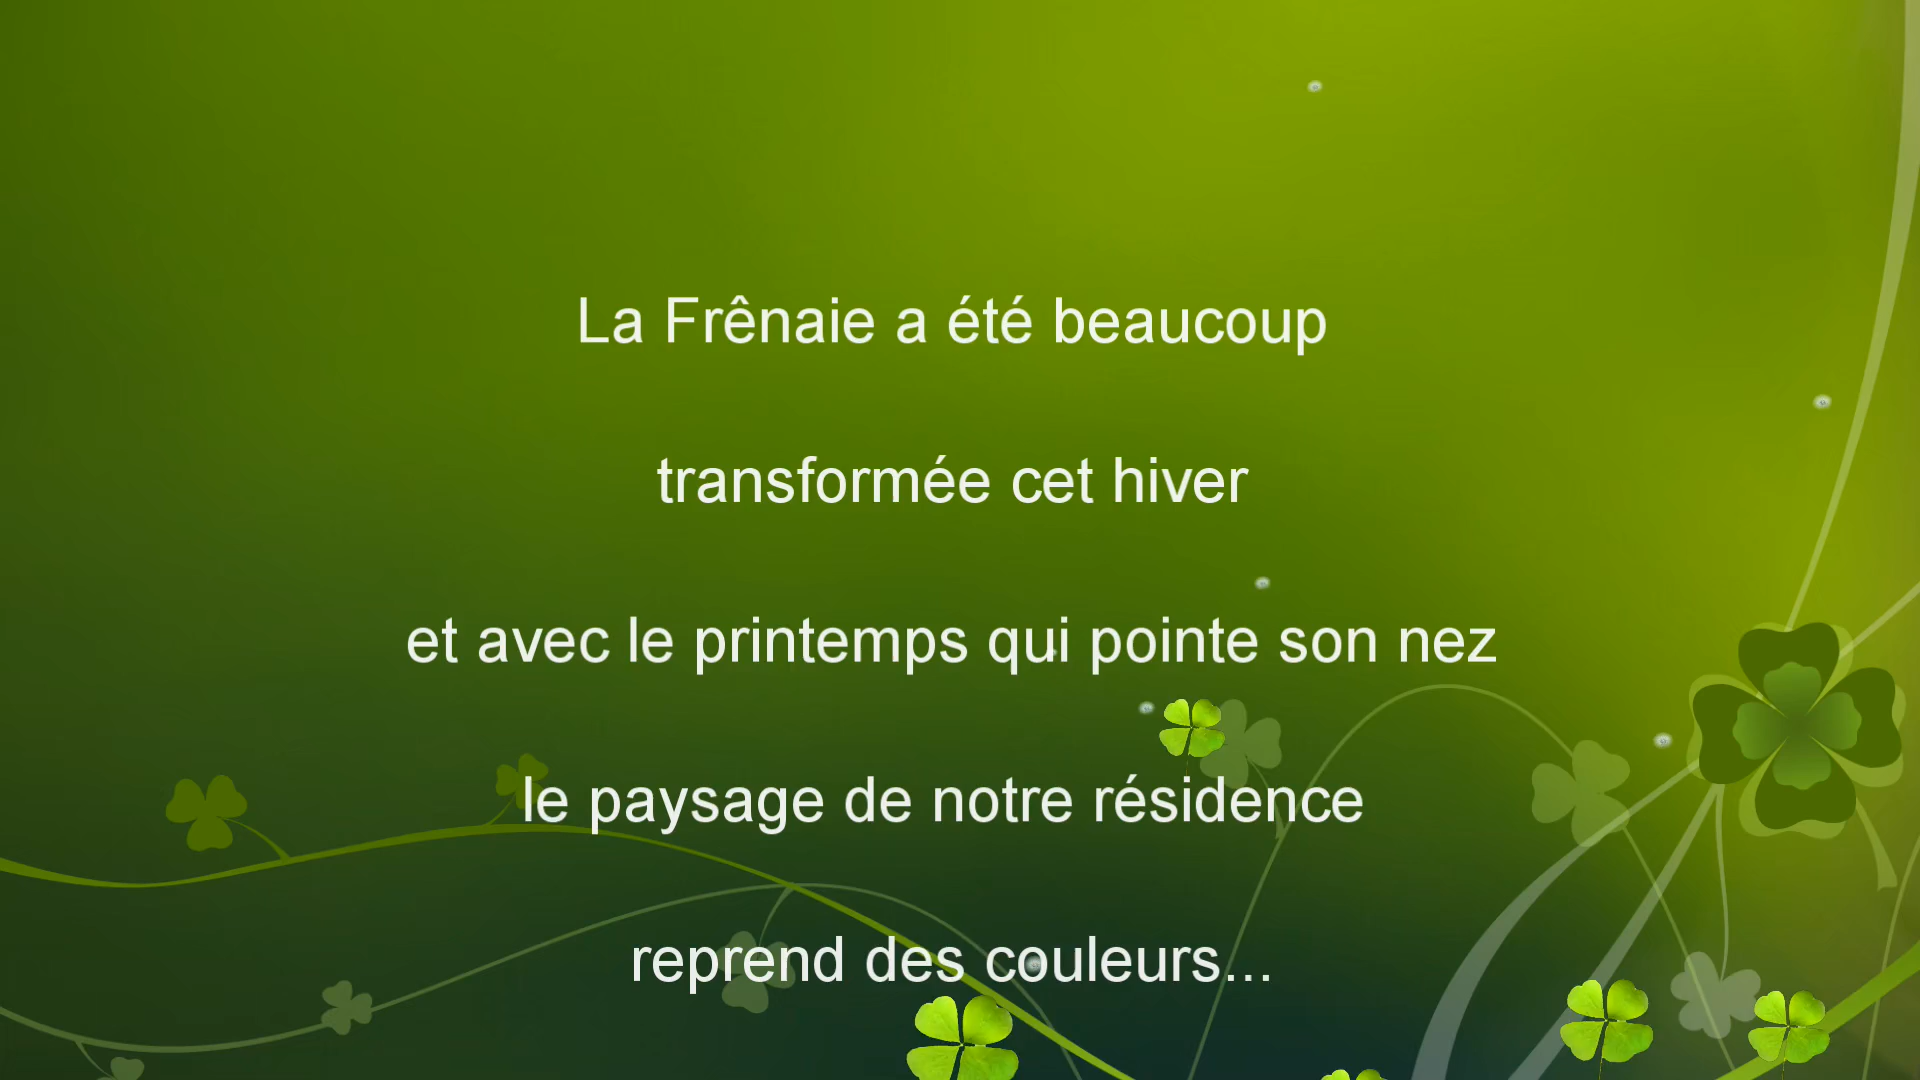 La Frênaie a été beaucoup
transformée cet hiver
et avec le printemps qui pointe son nez
le paysage de notre résidence
reprend des couleurs...